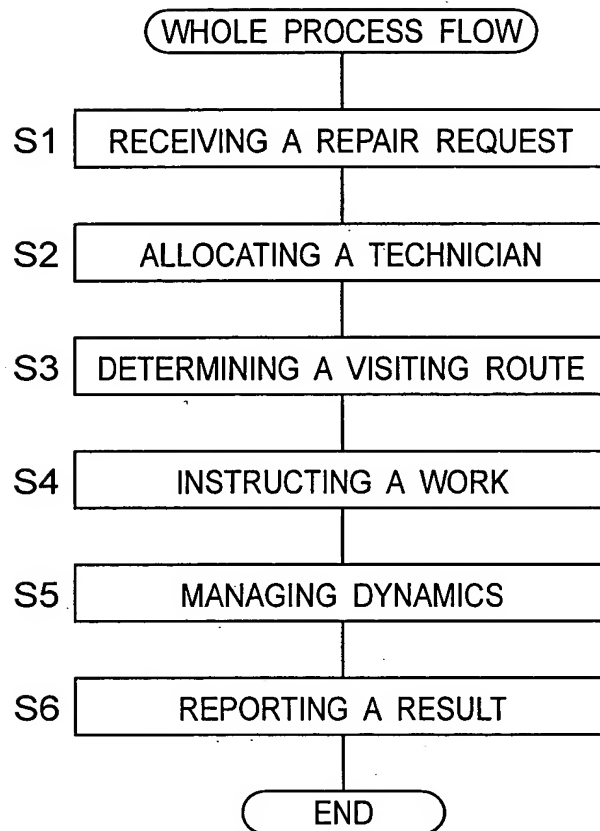 WHOLE PROCESS FLOW
S1 RECEIVING A REPAIR REQUEST
S2 ALLOCATING A TECHNICIAN
S3 DETERMINING A VISITING ROUTE
S4 INSTRUCTING A WORK
S5 MANAGING DYNAMICS
S6 REPORTING A RESULT
END